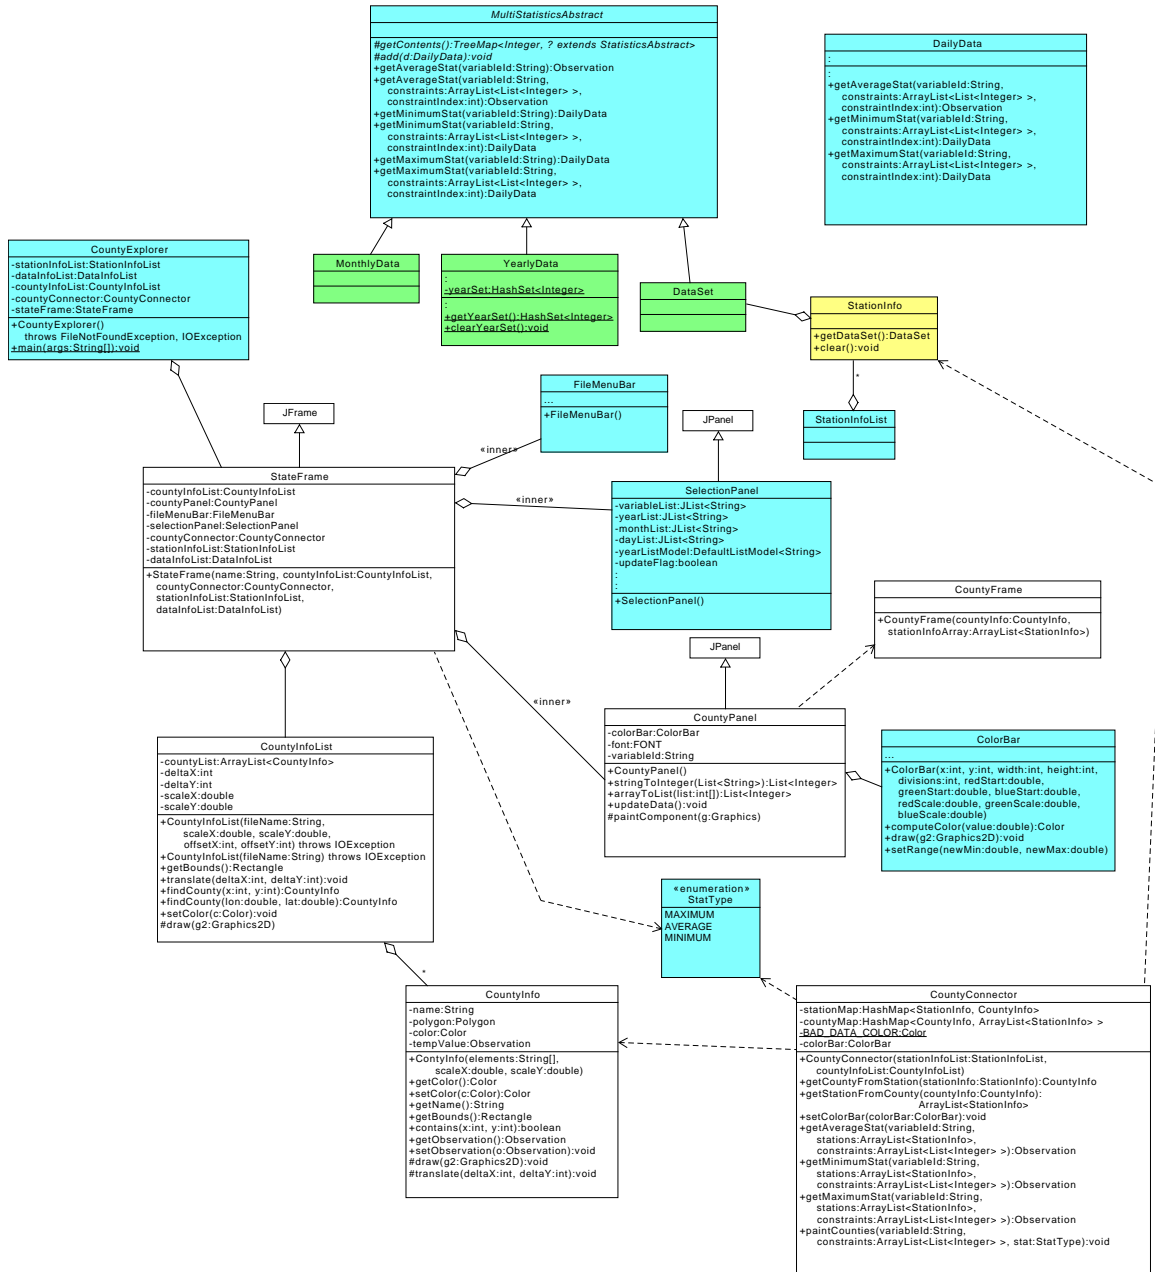 MultiStatisticsAbstract
#getContents():TreeMap<Integer, ? extends StatisticsAbstract>
#add(d:DailyData):void
+getAverageStat(variableId:String):Observation
+getAverageStat(variableId:String,
constraints:ArrayList<List<Integer> >,
constraintIndex:int):Observation
+getMinimumStat(variableId:String):DailyData
+getMinimumStat(variableId:String,
constraints:ArrayList<List<Integer> >,
constraintIndex:int):DailyData
+getMaximumStat(variableId:String):DailyData
+getMaximumStat(variableId:String,
constraints:ArrayList<List<Integer> >,
constraintIndex:int):DailyData
DailyData
:
:
+getAverageStat(variableId:String,
constraints:ArrayList<List<Integer> >,
constraintIndex:int):Observation
+getMinimumStat(variableId:String,
constraints:ArrayList<List<Integer> >,
constraintIndex:int):DailyData
+getMaximumStat(variableId:String,
constraints:ArrayList<List<Integer> >,
constraintIndex:int):DailyData
CountyExplorer
-stationInfoList:StationInfoList
-dataInfoList:DataInfoList
-countyInfoList:CountyInfoList
-countyConnector:CountyConnector
-stateFrame:StateFrame
+CountyExplorer()
throws FileNotFoundException, IOException
+main(args:String[]):void
MonthlyData
YearlyData
:
-yearSet:HashSet<Integer>
:
+getYearSet():HashSet<Integer>
+clearYearSet():void
DataSet
StationInfo
+getDataSet():DataSet
+clear():void
*
StationInfoList
FileMenuBar
...
+FileMenuBar()
«inner»
JFrame
JPanel
StateFrame
-countyInfoList:CountyInfoList
-countyPanel:CountyPanel
-fileMenuBar:FileMenuBar
-selectionPanel:SelectionPanel
-countyConnector:CountyConnector
-stationInfoList:StationInfoList
-dataInfoList:DataInfoList
+StateFrame(name:String, countyInfoList:CountyInfoList,
countyConnector:CountyConnector,
stationInfoList:StationInfoList,
dataInfoList:DataInfoList)
«inner»
SelectionPanel
-variableList:JList<String>
-yearList:JList<String>
-monthList:JList<String>
-dayList:JList<String>
-yearListModel:DefaultListModel<String>
-updateFlag:boolean
:
:
+SelectionPanel()
CountyFrame
+CountyFrame(countyInfo:CountyInfo,
stationInfoArray:ArrayList<StationInfo>)
JPanel
«inner»
CountyPanel
-colorBar:ColorBar
-font:FONT
-variableId:String
+CountyPanel()
+stringToInteger(List<String>):List<Integer>
+arrayToList(list:int[]):List<Integer>
+updateData():void
#paintComponent(g:Graphics)
ColorBar
...
+ColorBar(x:int, y:int, width:int, height:int,
divisions:int, redStart:double,
greenStart:double, blueStart:double,
redScale:double, greenScale:double,
blueScale:double)
+computeColor(value:double):Color
+draw(g2:Graphics2D):void
+setRange(newMin:double, newMax:double)
CountyInfoList
-countyList:ArrayList<CountyInfo>
-deltaX:int
-deltaY:int
-scaleX:double
-scaleY:double
+CountyInfoList(fileName:String,
scaleX:double, scaleY:double,
offsetX:int, offsetY:int) throws IOException
+CountyInfoList(fileName:String) throws IOException
+getBounds():Rectangle
+translate(deltaX:int, deltaY:int):void
+findCounty(x:int, y:int):CountyInfo
+findCounty(lon:double, lat:double):CountyInfo
+setColor(c:Color):void
#draw(g2:Graphics2D)
«enumeration»
StatType
MAXIMUM
AVERAGE
MINIMUM
*
CountyInfo
-name:String
-polygon:Polygon
-color:Color
-tempValue:Observation
+ContyInfo(elements:String[],
scaleX:double, scaleY:double)
+getColor():Color
+setColor(c:Color):Color
+getName():String
+getBounds():Rectangle
+contains(x:int, y:int):boolean
+getObservation():Observation
+setObservation(o:Observation):void
#draw(g2:Graphics2D):void
#translate(deltaX:int, deltaY:int):void
CountyConnector
-stationMap:HashMap<StationInfo, CountyInfo>
-countyMap:HashMap<CountyInfo, ArrayList<StationInfo> >
-BAD_DATA_COLOR:Color
-colorBar:ColorBar
+CountyConnector(stationInfoList:StationInfoList,
countyInfoList:CountyInfoList)
+getCountyFromStation(stationInfo:StationInfo):CountyInfo
+getStationFromCounty(countyInfo:CountyInfo):
ArrayList<StationInfo>
+setColorBar(colorBar:ColorBar):void
+getAverageStat(variableId:String,
stations:ArrayList<StationInfo>,
constraints:ArrayList<List<Integer> >):Observation
+getMinimumStat(variableId:String,
stations:ArrayList<StationInfo>,
constraints:ArrayList<List<Integer> >):Observation
+getMaximumStat(variableId:String,
stations:ArrayList<StationInfo>,
constraints:ArrayList<List<Integer> >):Observation
+paintCounties(variableId:String,
constraints:ArrayList<List<Integer> >, stat:StatType):void